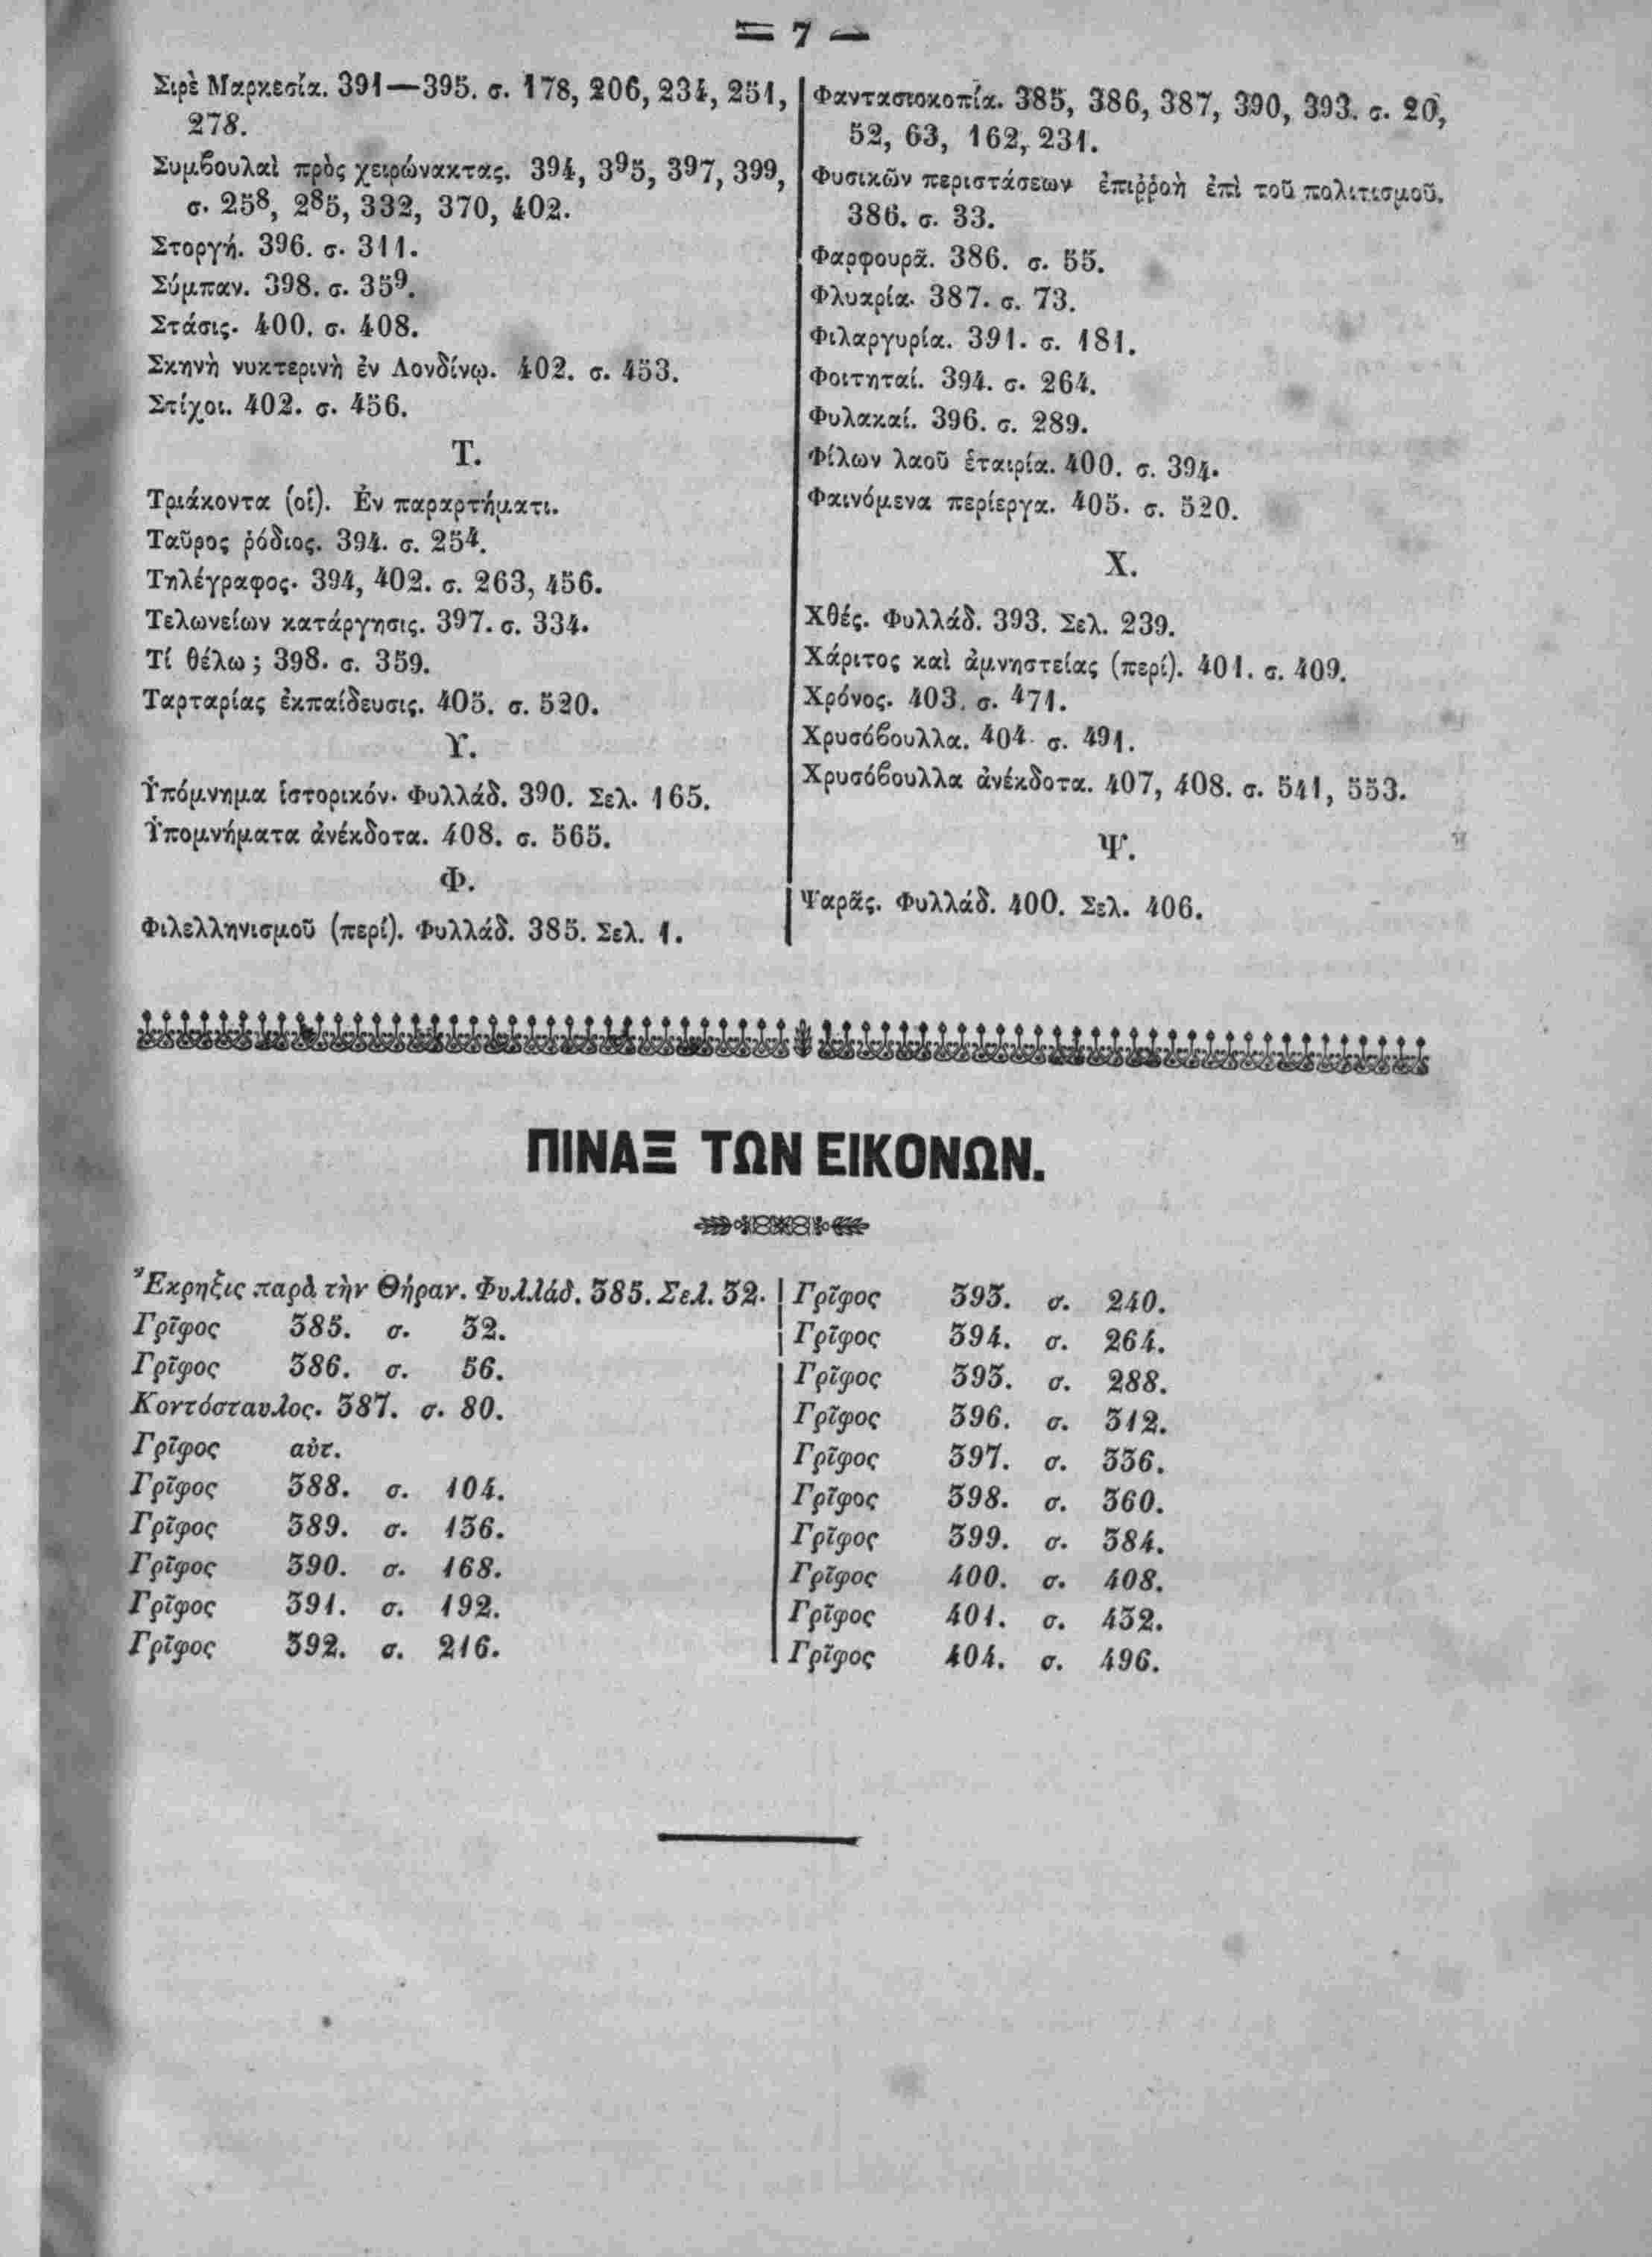 = 7 —
Σιρὲ Μαρκεσία. 391—395. σ. 178, 206, 234, 251,
278.
Συμβουλαὶ πρὸς χειρώνακτας. 394, 395, 397, 399,
σ. 258, 285, 332, 370, 402.
Στοργή. 396. σ. 311.
Σύμπαν. 398. σ. 359.
Στάσις. 400. σ. 408.
Σκηνὴ νυκτερινὴ ἐν Λονδίνῳ. 402. σ. 453.
Στίχοι. 402. σ. 456.
Τ.
Τριάκοντα (οἱ). Ἐν παραρτήματι.
Ταῦρος ῥόδιος. 394. σ. 254.
Τηλέγραφος. 394, 402. σ. 263, 456.
Τελωνείων κατάργησις. 397. σ. 334.
Τί θέλω; 398. σ. 359.
Ταρταρίας ἐκπαίδευσις. 405. σ. 520.
Υ.
Ὑπόμνημα ἱστορικόν. Φυλλάδ. 390. Σελ. 165.
Ὑπομνήματα ἀνέκδοτα. 408. σ. 565.
Φ.
Φιλελληνισμοῦ (περί). Φυλλάδ. 385. Σελ. 1.
Φαντασιοκοπία. 385, 386, 387, 390, 393. σ. 20,
52, 63, 162, 231.
Φυσικῶν περιστάσεων ἐπιῤῥοὴ ἐπὶ τοῦ πολιτισμοῦ.
386. σ. 33.
Φαρφουρᾶ. 386. σ. 55.
Φλυαρία. 387. σ. 73.
Φιλαργυρία. 391. σ. 181.
Φοιτηταί. 394. σ. 264.
Φυλακαί. 396. σ. 289.
Φίλων λαοῦ ἑταιρία. 400. σ. 394.
Φαινόμενα περίεργα. 405. σ. 520.
Χ.
Χθές. Φυλλάδ. 393. Σελ. 239.
Χάριτος καὶ ἀμνηστείας (περί). 401. σ. 409.
Χρόνος. 403. σ. 471.
Χρυσόβουλλα. 404. σ. 491.
Χρυσόβουλλα ἀνέκδοτα. 407, 408. σ. 541, 553.
Ψ.
Ψαρᾶς. Φυλλάδ. 400. Σελ. 406.
ΠΙΝΑΞ ΤΩΝ ΕΙΚΟΝΩΝ.
Ἔκρηξις παρὰ τὴν Θήραν. Φυλλάδ. 385. Σελ. 32.
Γρῖφος 385. σ. 32.
Γρῖφος 386. σ. 56.
Κοντόσταυλος. 387. σ. 80.
Γρῖφος αὐτ.
Γρῖφος 388. σ. 104.
Γρῖφος 389. σ. 136.
Γρῖφος 390. σ. 168.
Γρῖφος 391. σ. 192.
Γρῖφος 392. σ. 216.
Γρῖφος 393. σ. 240.
Γρῖφος 394. σ. 264.
Γρῖφος 393. σ. 288.
Γρῖφος 396. σ. 312.
Γρῖφος 397. σ. 336.
Γρῖφος 398. σ. 360.
Γρῖφος 399. σ. 384.
Γρῖφος 400. σ. 408.
Γρῖφος 401. σ. 432.
Γρῖφος 404. σ. 496.